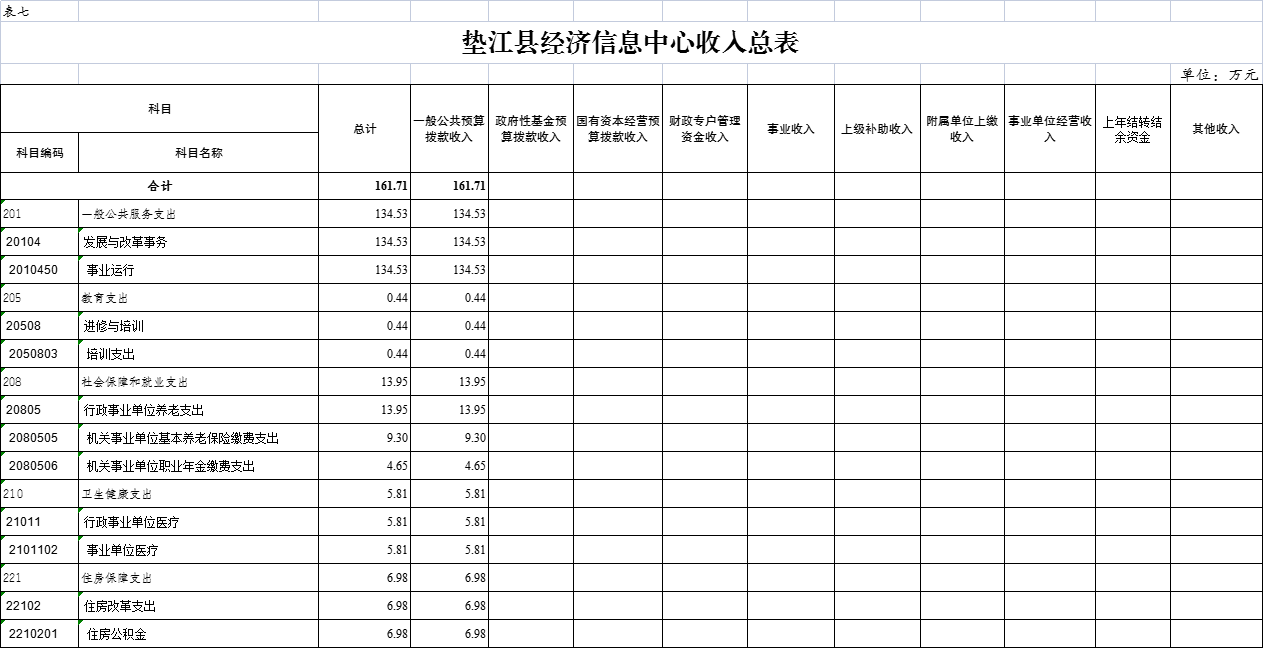 表七
垫江县经济信息中心收入总表
单位：万元
科目 总计 一般公共预算拨款收入 政府性基金预算拨款收入 国有资本经营预算拨款收入 财政专户管理资金收入 事业收入 上级补助收入 附属单位上缴收入 事业单位经营收入 上年结转结余资金 其他收入
科目编码 科目名称
合计 161.71 161.71
201 一般公共服务支出 134.53 134.53
20104 发展与改革事务 134.53 134.53
2010450 事业运行 134.53 134.53
205 教育支出 0.44 0.44
20508 进修与培训 0.44 0.44
2050803 培训支出 0.44 0.44
208 社会保障和就业支出 13.95 13.95
20805 行政事业单位养老支出 13.95 13.95
2080505 机关事业单位基本养老保险缴费支出 9.30 9.30
2080506 机关事业单位职业年金缴费支出 4.65 4.65
210 卫生健康支出 5.81 5.81
21011 行政事业单位医疗 5.81 5.81
2101102 事业单位医疗 5.81 5.81
221 住房保障支出 6.98 6.98
22102 住房改革支出 6.98 6.98
2210201 住房公积金 6.98 6.98